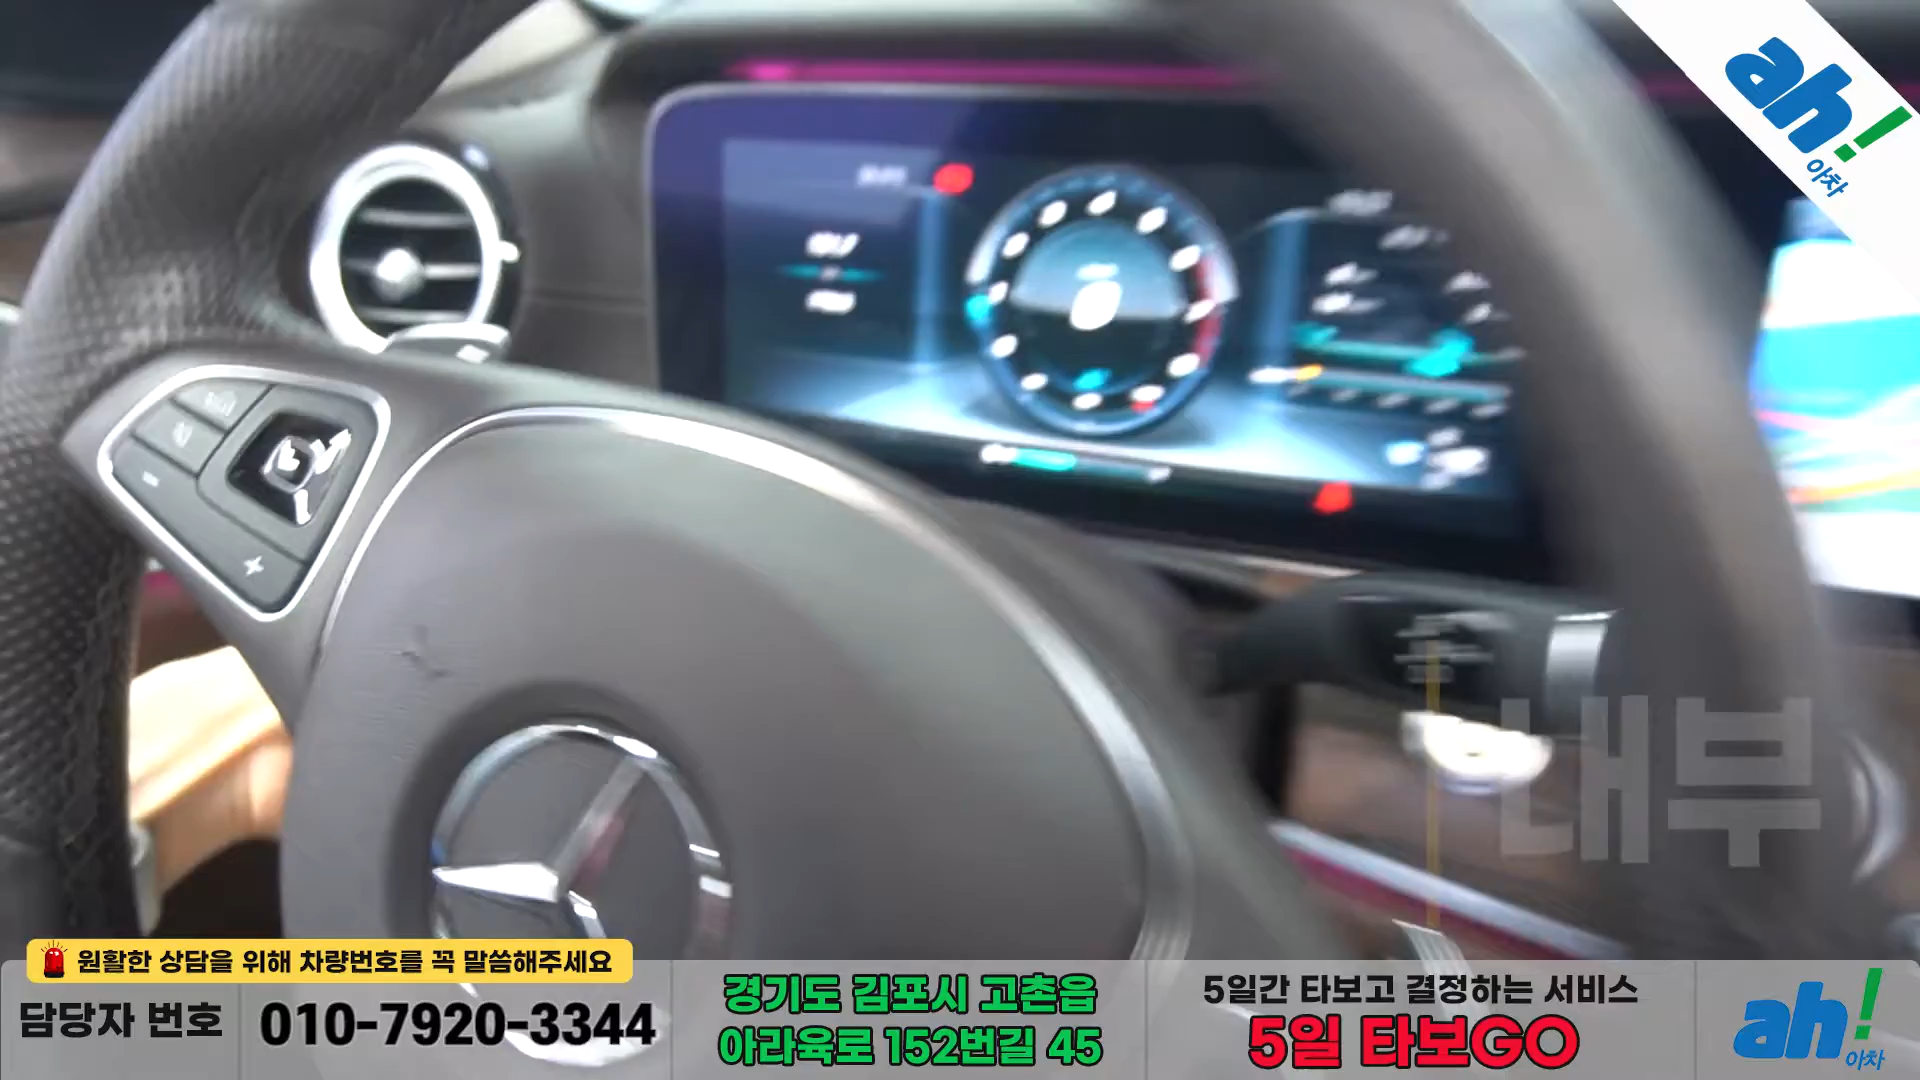 ah!
아차
내부
원활한 상담을 위해 차량번호를 꼭 말씀해주세요
담당자 번호
010-7920-3344
경기도 김포시 고촌읍
아라육로 152번길 45
5일간 타보고 결정하는 서비스
5일 타보GO
ah!
아차